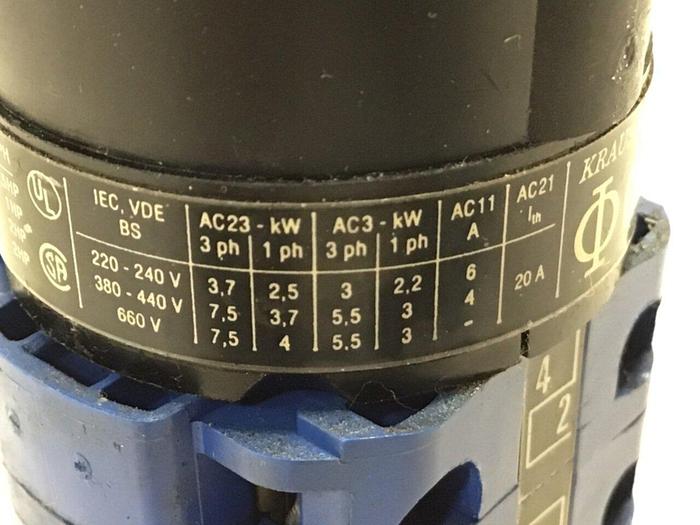 UL
SA
IEC, VDE
BS
220 - 240 V
380 - 440 V
660 V
AC23 - kW
3 ph 1 ph
3,7 2,5
7,5 3,7
7,5 4
AC3 - kW
3 ph 1 ph
3 2,2
5,5 3
5.5 3
AC11
A
6
4
-
AC21
Ith
20 A
4
2